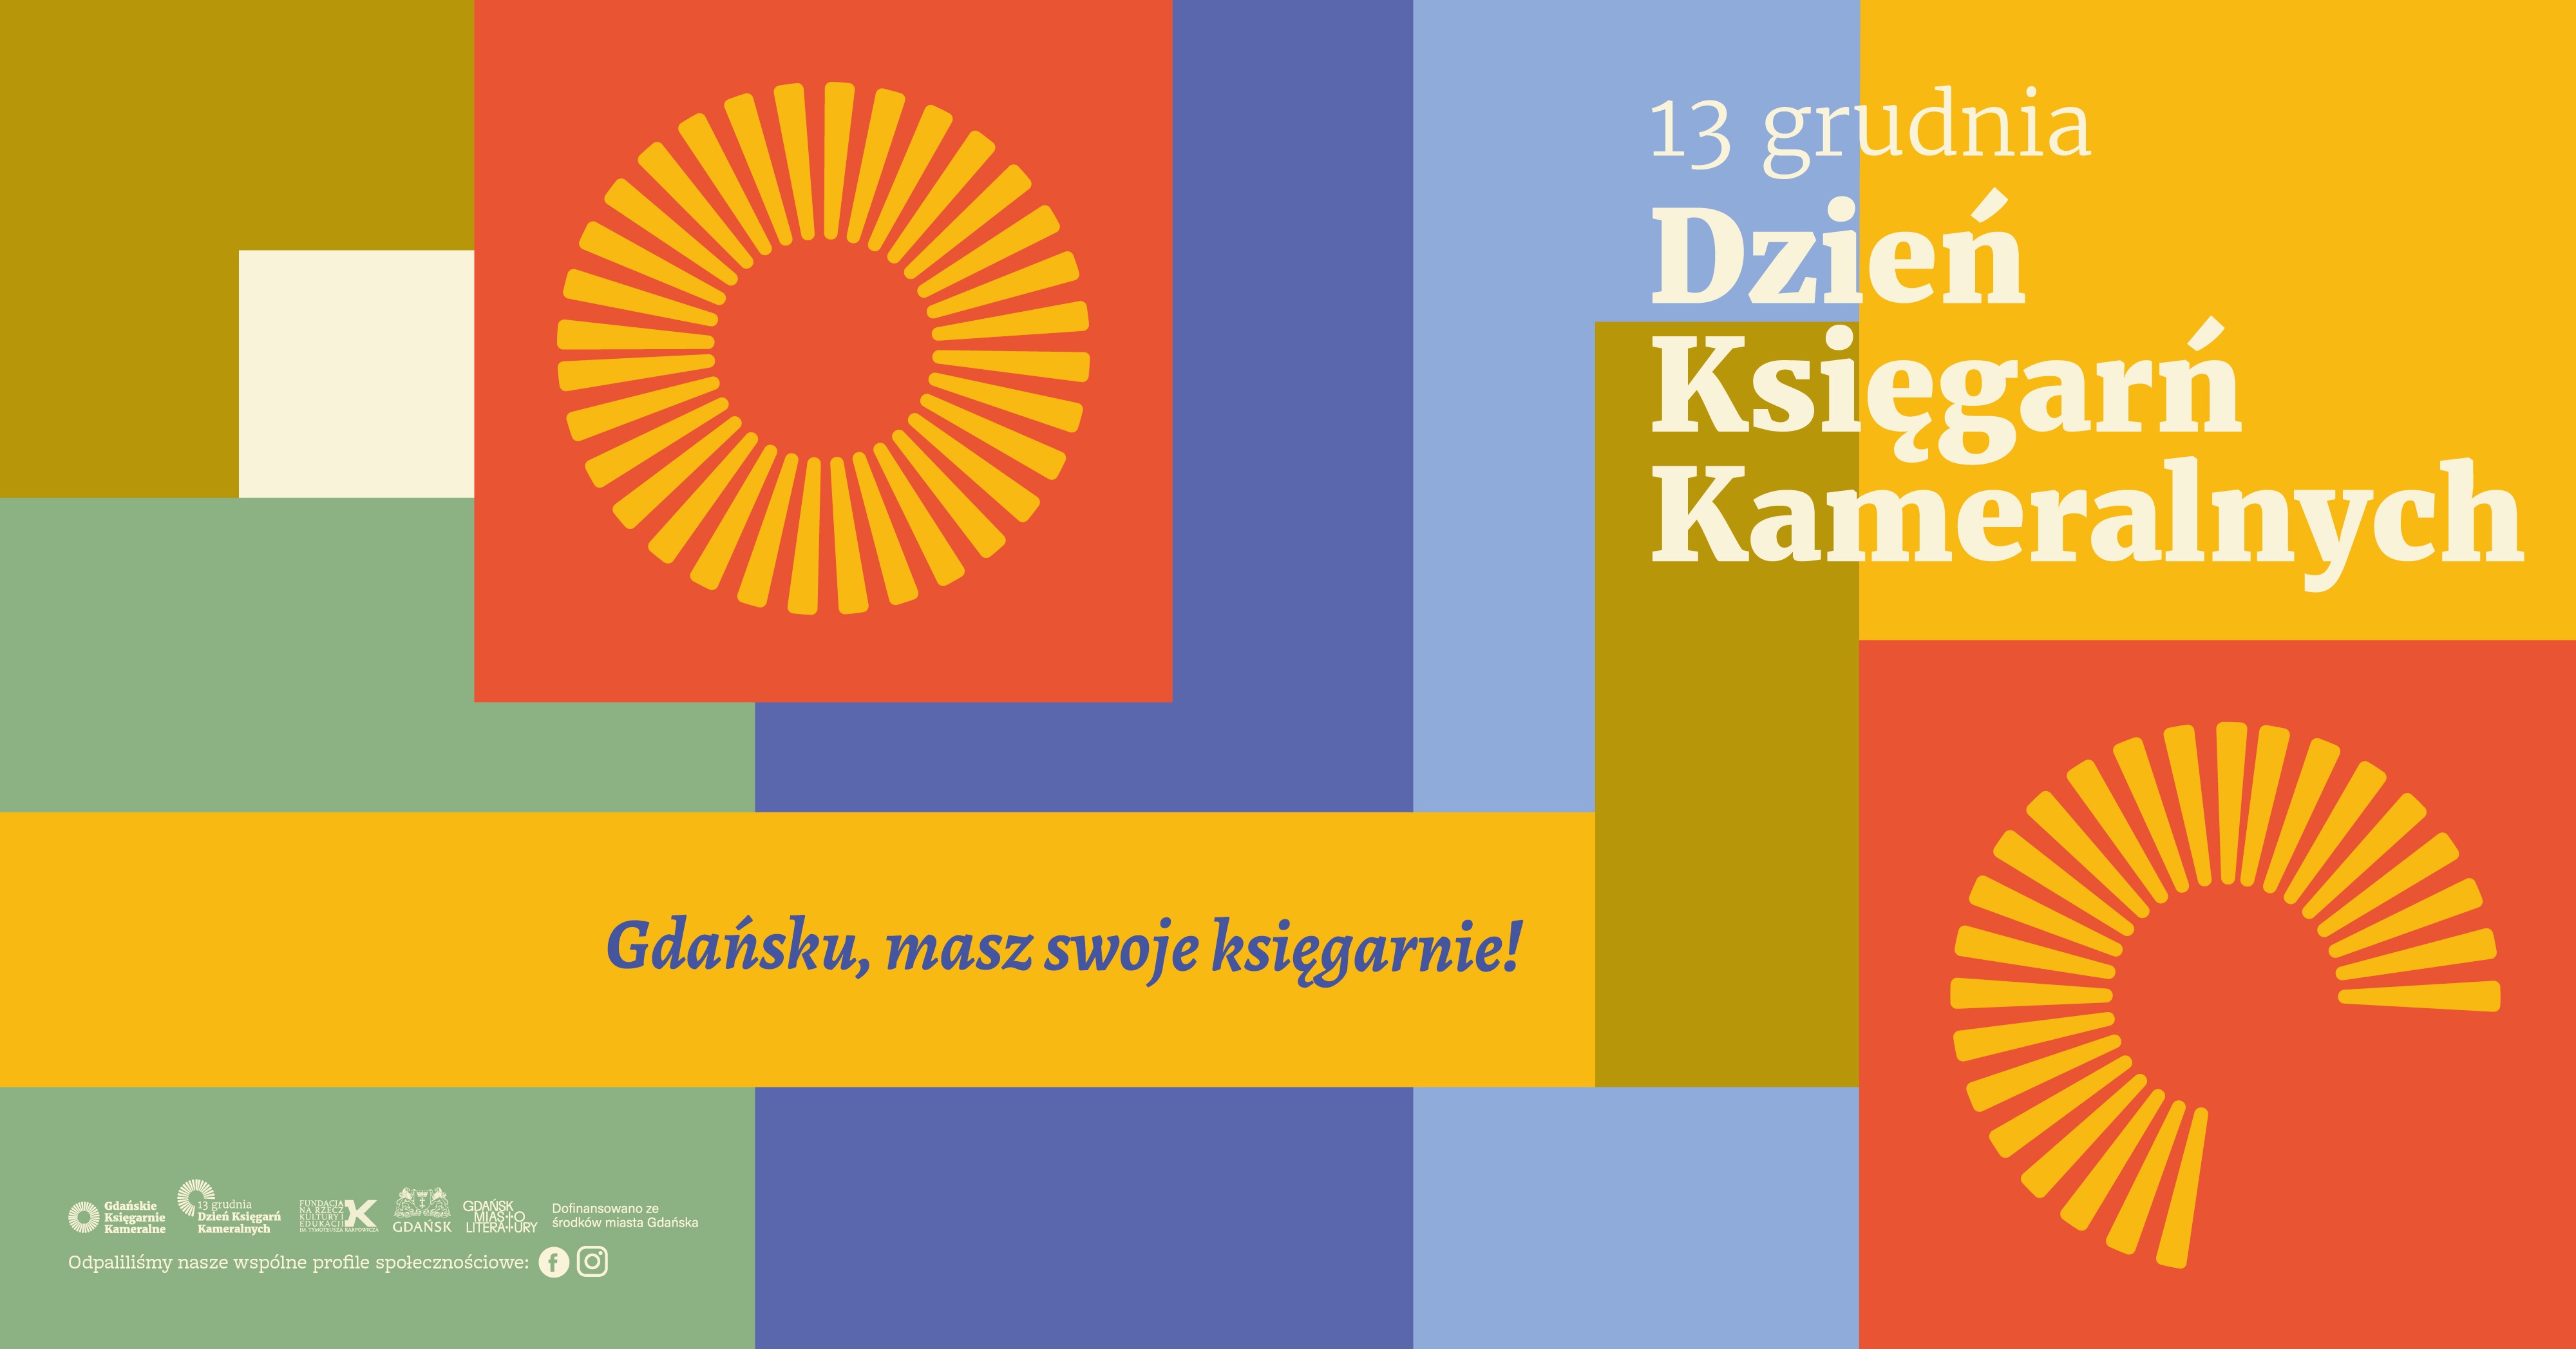 13 grudnia
Dzień
Księgarń
Kameralnych
Gdańsku, masz swoje księgarnie!
Gdańskie
Księgarnie
Kameralne
13 grudnia
Dzień Księgarń
Kameralnych
FUNDACJA
NA RZECZ
KULTURY I
EDUKACJI
IM. TYMOTEUSZA KARPOWICZA
K
GDAŃSK
GDAŃSK
MIASTO
LITERATURY
Dofinansowano ze
środków miasta Gdańska
Odpaliliśmy nasze wspólne profile społecznościowe: